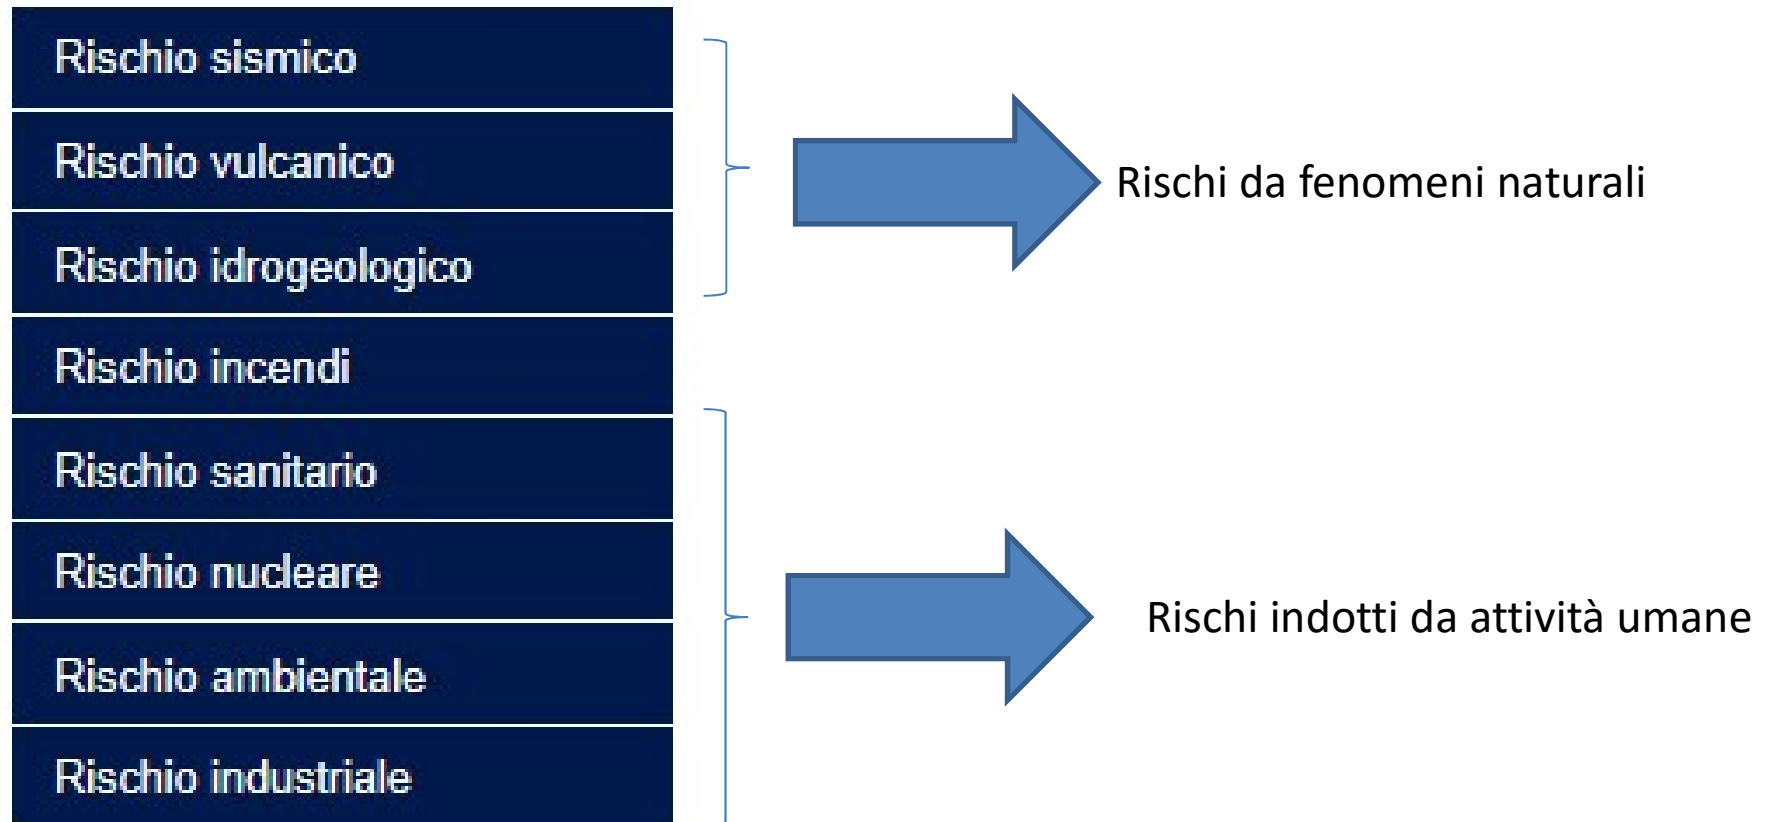 Rischio sismico
Rischio vulcanico
Rischio idrogeologico
Rischi da fenomeni naturali
Rischio incendi
Rischio sanitario
Rischio nucleare
Rischio ambientale
Rischio industriale
Rischi indotti da attività umane